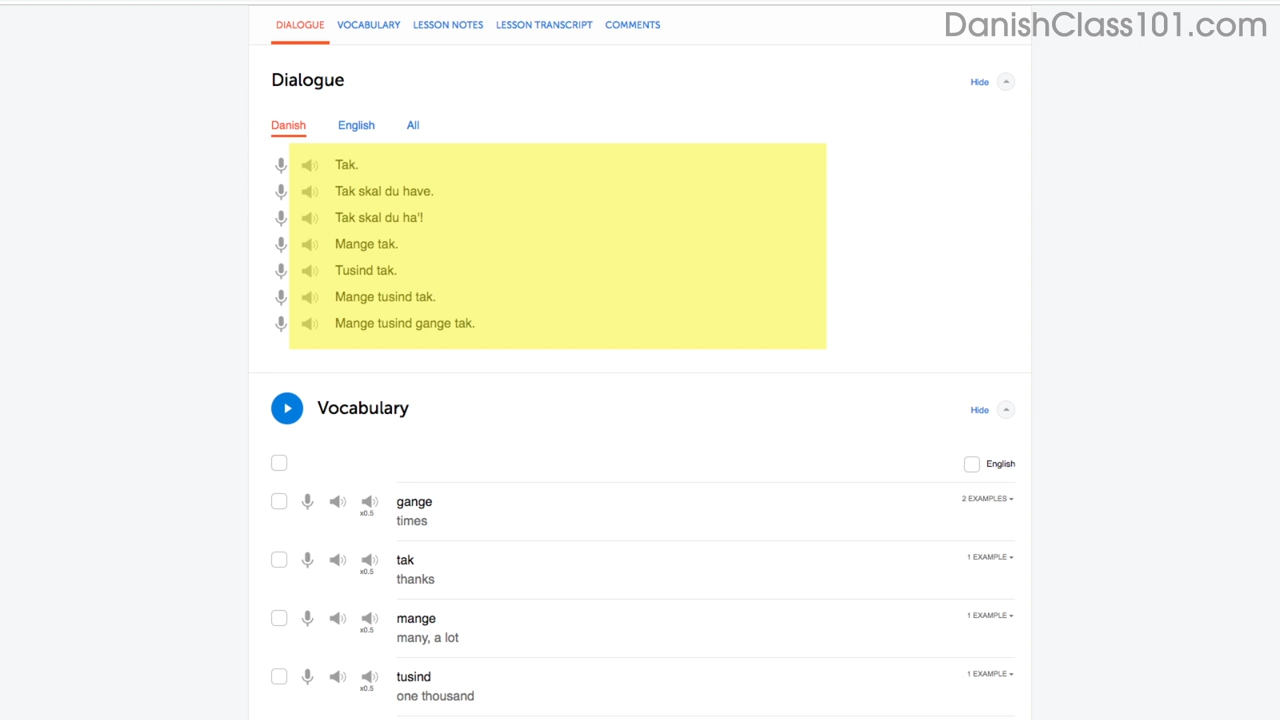 DanishClass101.com
DIALOGUE VOCABULARY LESSON NOTES LESSON TRANSCRIPT COMMENTS
Dialogue
Hide
Danish English All
Tak.
Tak skal du have.
Tak skal du ha'!
Mange tak.
Tusind tak.
Mange tusind tak.
Mange tusind gange tak.
Vocabulary
Hide
English
gange
2 EXAMPLES
x0.5
times
tak
1 EXAMPLE
x0.5
thanks
mange
1 EXAMPLE
x0.5
many, a lot
tusind
1 EXAMPLE
x0.5
one thousand